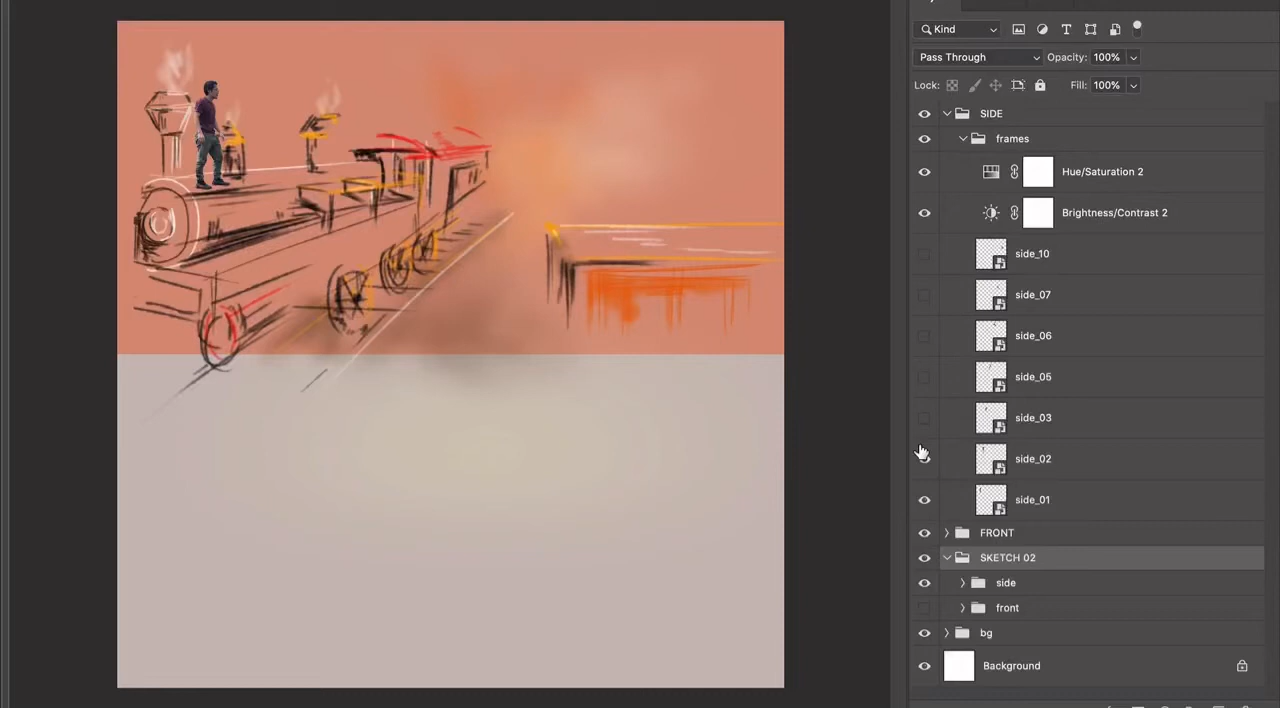 Kind
Pass Through Opacity: 100%
Lock: Fill: 100%
SIDE
frames
Hue/Saturation 2
Brightness/Contrast 2
side_10
side_07
side_06
side_05
side_03
side_02
side_01
FRONT
SKETCH 02
side
front
bg
Background